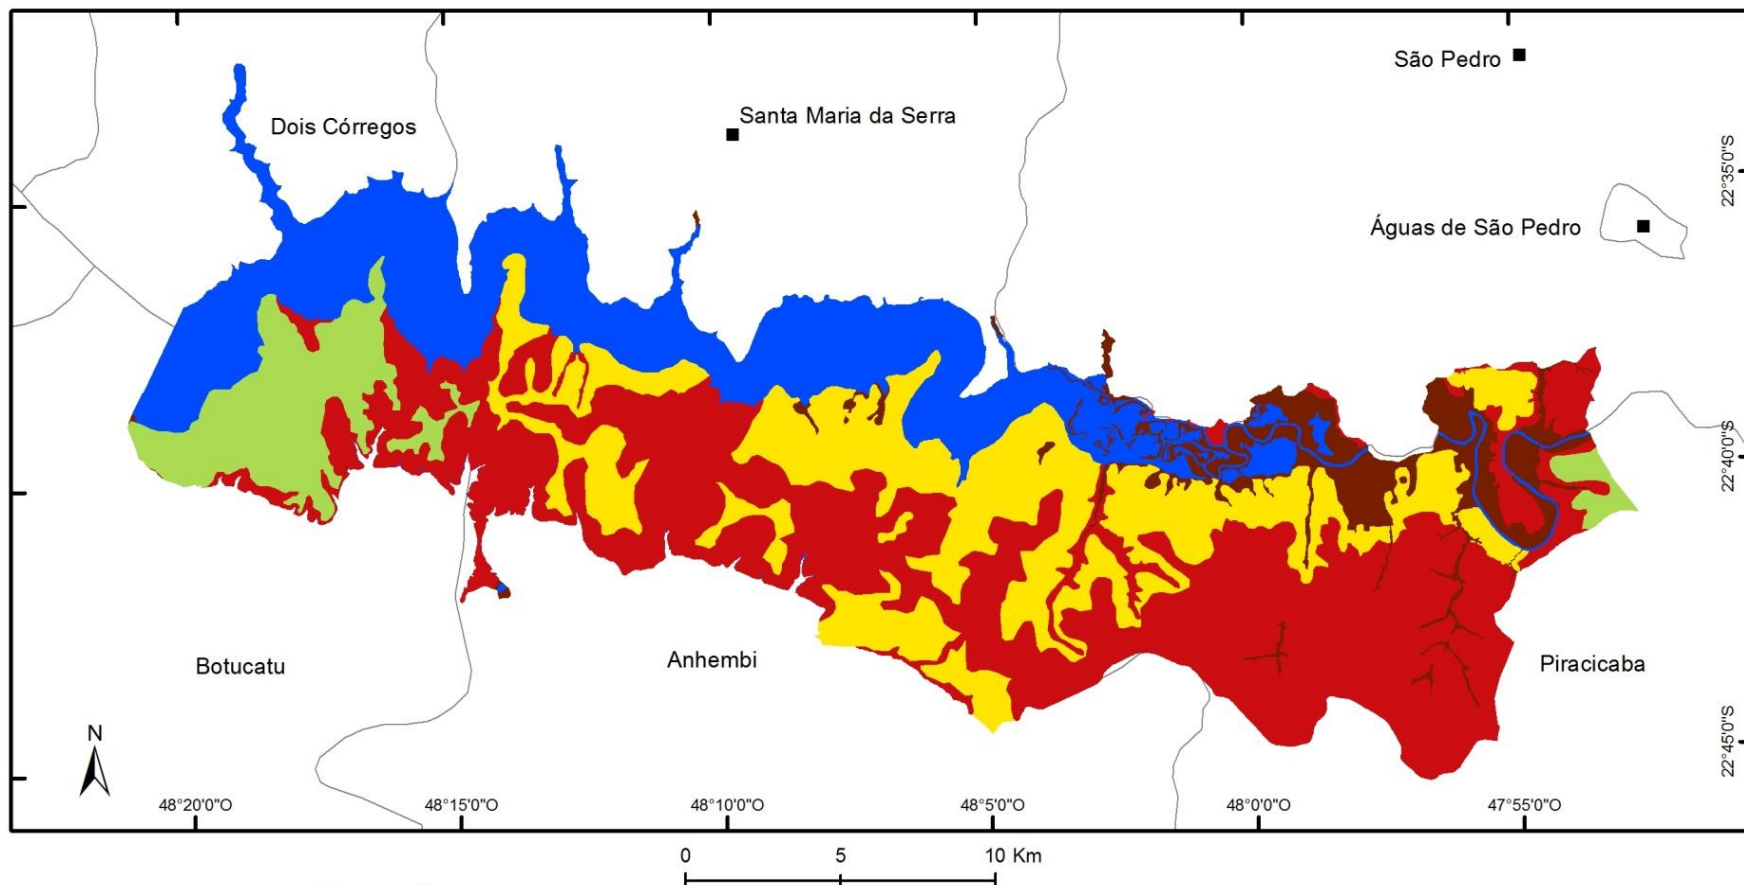 São Pedro
Santa Maria da Serra
Dois Córregos
22°35'0"S
Águas de São Pedro
22°40'0"S
Botucatu
Anhembi
Piracicaba
N
22°45'0"S
48°20'0"O
48°15'0"O
48°10'0"O
48°5'0"O
48°0'0"O
47°55'0"O
0 5 10 Km